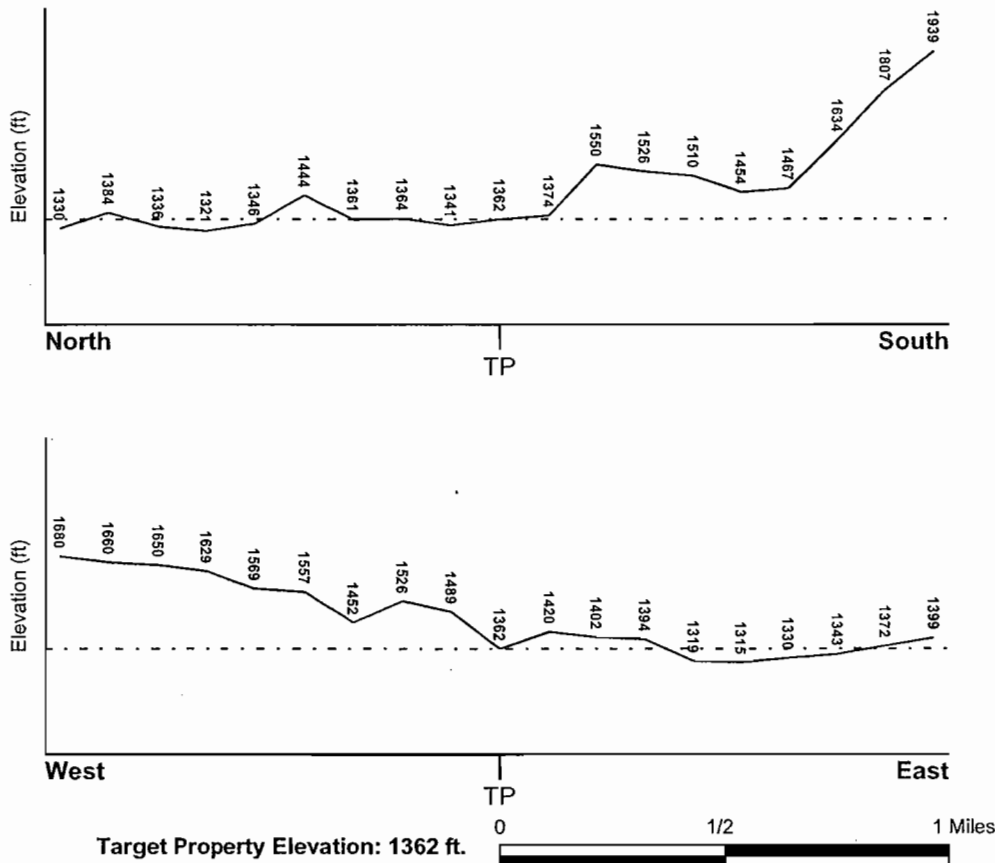 Elevation (ft)
1330 1384 1336 1321 1346 1444 1361 1364 1341 1362 1374 1550 1526 1510 1454 1467 1634 1807 1939
North South
TP
Elevation (ft)
1680 1660 1650 1629 1569 1557 1452 1526 1489 1362 1420 1402 1394 1319 1315 1330 1343 1372 1399
West East
TP
Target Property Elevation: 1362 ft.
0 1/2 1 Miles